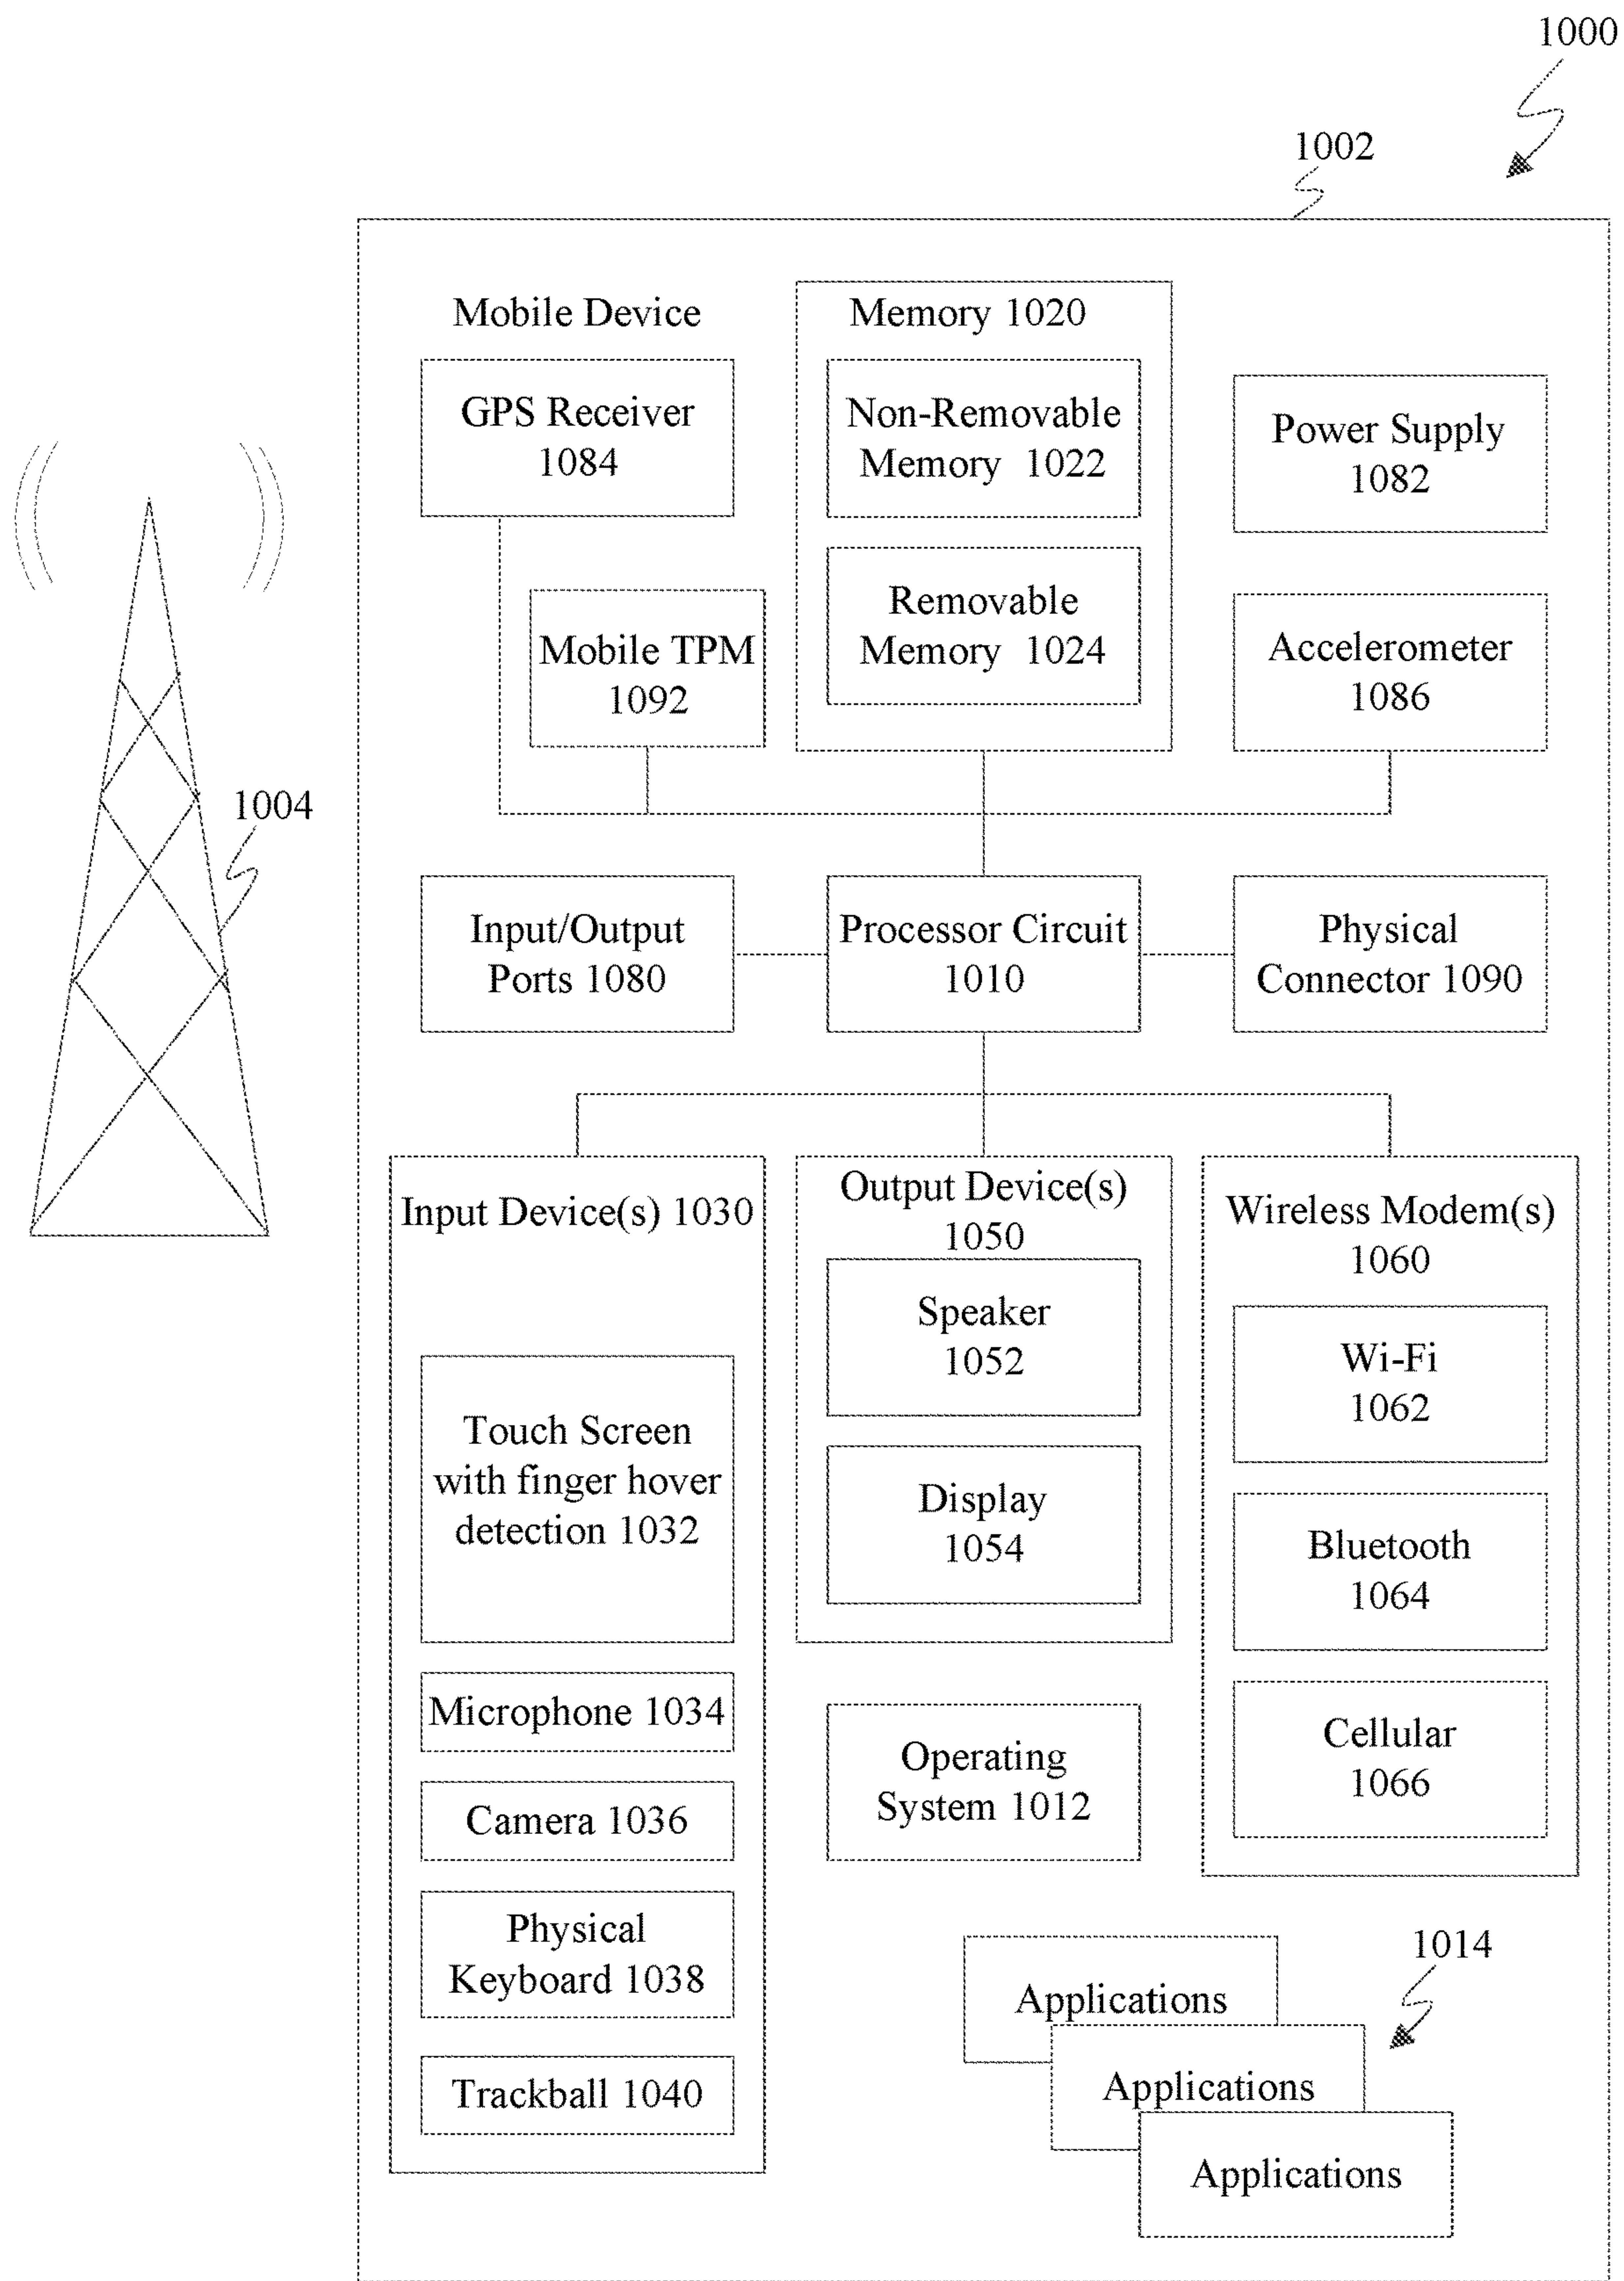 1000
1002
Mobile Device
GPS Receiver
1084
Mobile TPM
1092
Memory 1020
Non-Removable
Memory 1022
Removable
Memory 1024
Power Supply
1082
Accelerometer
1086
1004
Input/Output
Ports 1080
Processor Circuit
1010
Physical
Connector 1090
Input Device(s) 1030
Touch Screen
with finger hover
detection 1032
Microphone 1034
Camera 1036
Physical
Keyboard 1038
Trackball 1040
Output Device(s)
1050
Speaker
1052
Display
1054
Operating
System 1012
Wireless Modem(s)
1060
Wi-Fi
1062
Bluetooth
1064
Cellular
1066
1014
Applications
Applications
Applications